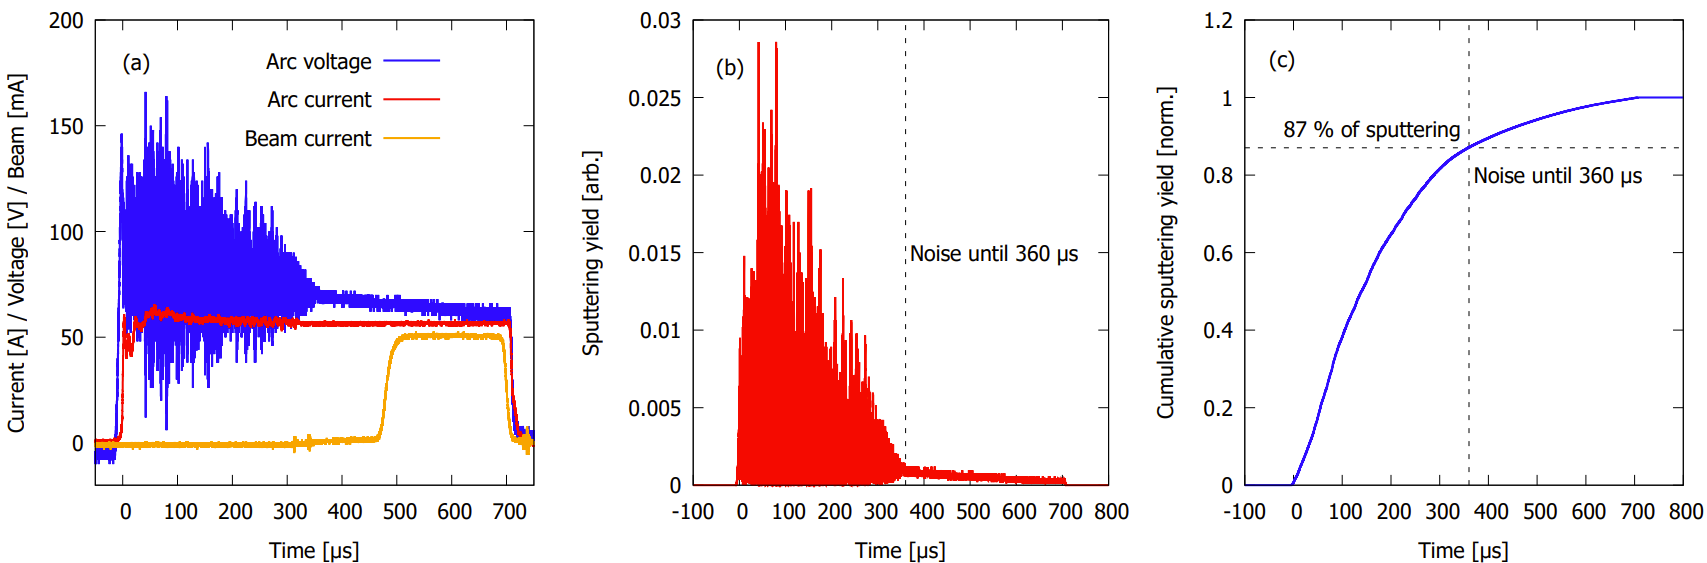 200
150
100
50
0
Current [A] / Voltage [V] / Beam [mA]
(a)
Arc voltage
Arc current
Beam current
0 100 200 300 400 500 600 700
Time [µs]
0.03
0.025
0.02
0.015
0.01
0.005
0
Sputtering yield [arb.]
(b)
Noise until 360 µs
-100 0 100 200 300 400 500 600 700 800
Time [µs]
1.2
1
0.8
0.6
0.4
0.2
0
Cumulative sputtering yield [norm.]
(c)
87 % of sputtering
Noise until 360 µs
-100 0 100 200 300 400 500 600 700 800
Time [µs]